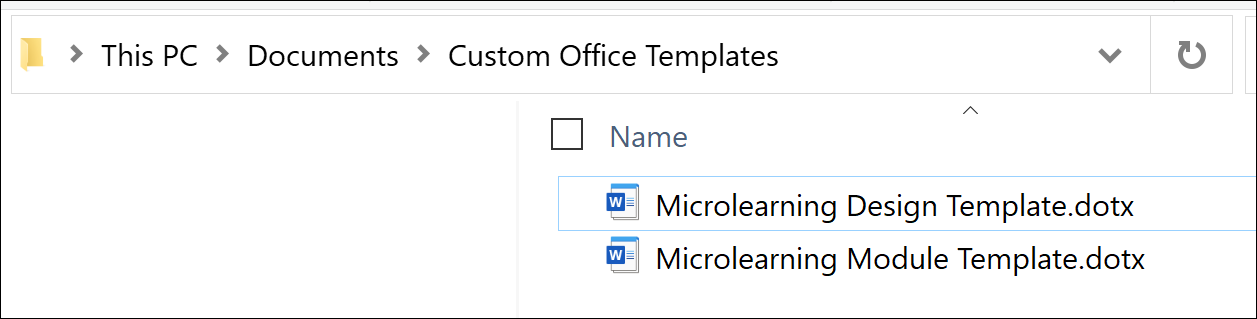 This PC > Documents > Custom Office Templates
Name
Microlearning Design Template.dotx
Microlearning Module Template.dotx